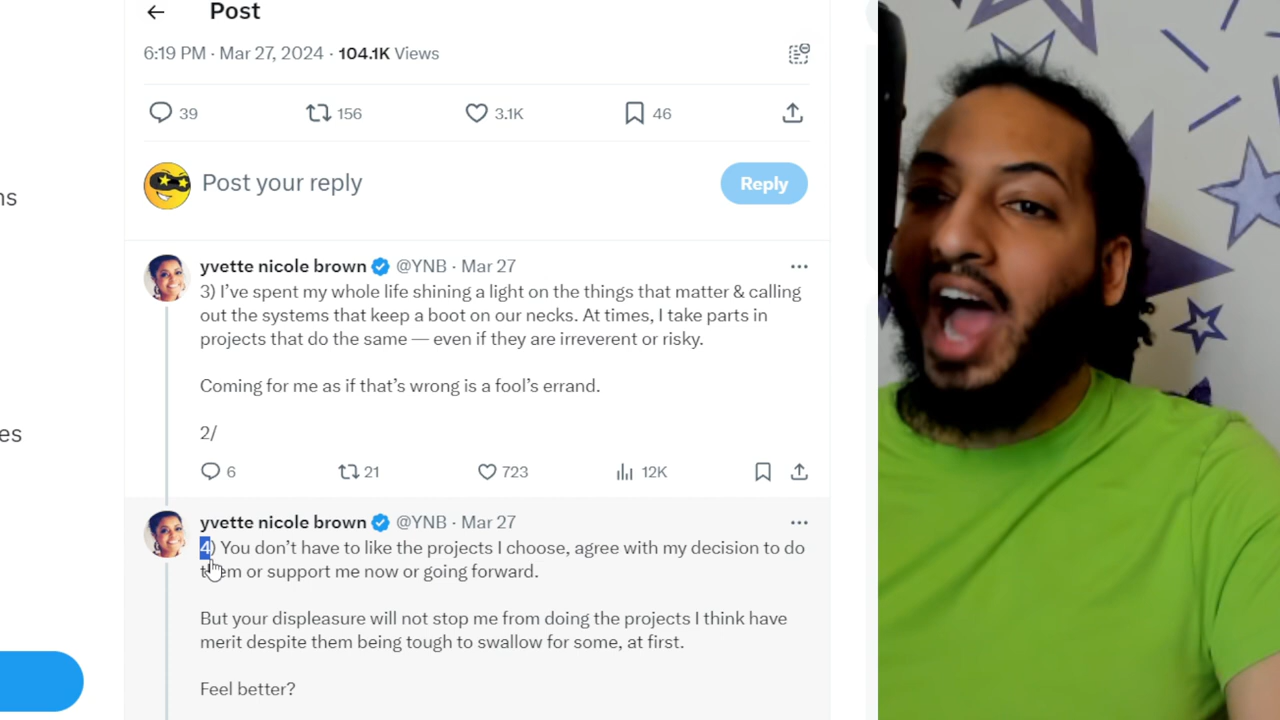 Post
6:19 PM · Mar 27, 2024 · 104.1K Views
39 156 3.1K 46
Post your reply
Reply
ns
yvette nicole brown @YNB · Mar 27
3) I've spent my whole life shining a light on the things that matter & calling
out the systems that keep a boot on our necks. At times, I take parts in
projects that do the same — even if they are irreverent or risky.
Coming for me as if that's wrong is a fool's errand.
es
2/
6 21 723 12K
yvette nicole brown @YNB · Mar 27
4) You don't have to like the projects I choose, agree with my decision to do
them or support me now or going forward.
But your displeasure will not stop me from doing the projects I think have
merit despite them being tough to swallow for some, at first.
Feel better?